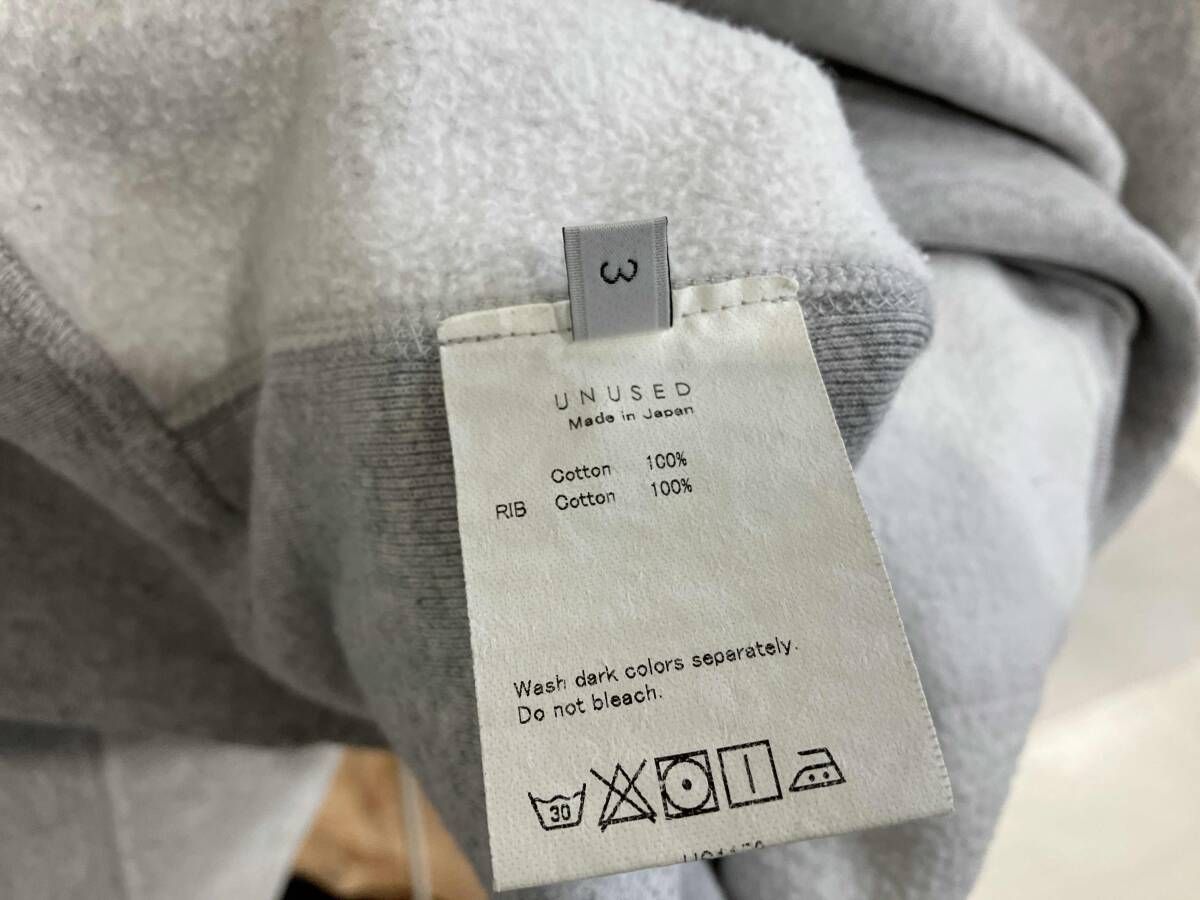 3
UNUSED
Made in Japan
Cotton 100%
RIB Cotton 100%
Wash dark colors separately.
Do not bleach.
30